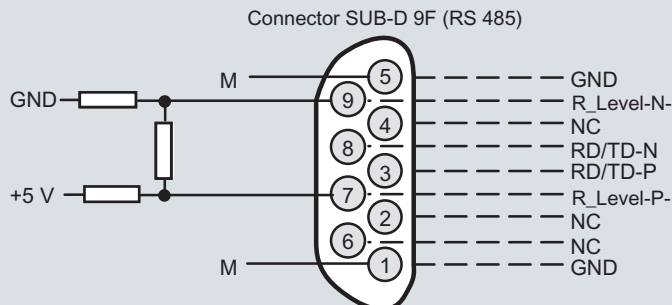 Connector SUB-D 9F (RS 485)
M
5
GND
GND
9
R_Level-N-
4
NC
8
RD/TD-N
3
RD/TD-P
+5 V
7
R_Level-P-
2
NC
6
NC
M
1
GND